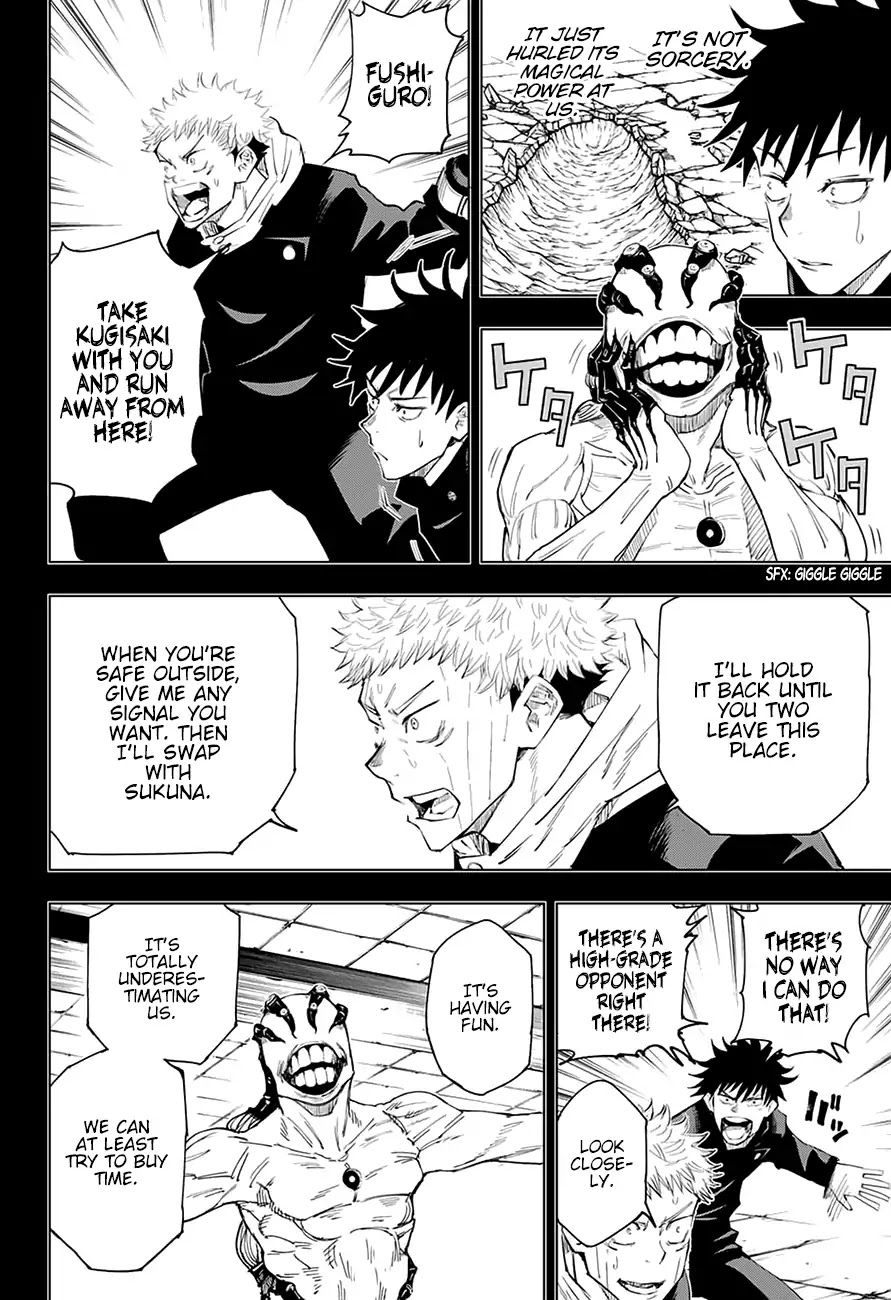 IT'S NOT
SORCERY.
IT JUST
HURLED ITS
MAGICAL
POWER AT
US.
FUSHI-
GURO!
TAKE
KUGISAKI
WITH YOU
AND RUN
AWAY FROM
HERE!
ケタ
ケタ
ケタ
ケタ
SFX: GIGGLE GIGGLE
I'LL HOLD
IT BACK UNTIL
YOU TWO
LEAVE THIS
PLACE.
WHEN YOU'RE
SAFE OUTSIDE,
GIVE ME ANY
SIGNAL YOU
WANT. THEN
I'LL SWAP
WITH
SUKUNA.
THERE'S
NO WAY
I CAN DO
THAT!
THERE'S A
HIGH-GRADE
OPPONENT
RIGHT
THERE!
LOOK
CLOSE-
LY.
IT'S
HAVING
FUN.
IT'S
TOTALLY
UNDERES-
TIMATING
US.
WE CAN
AT LEAST
TRY TO BUY
TIME.